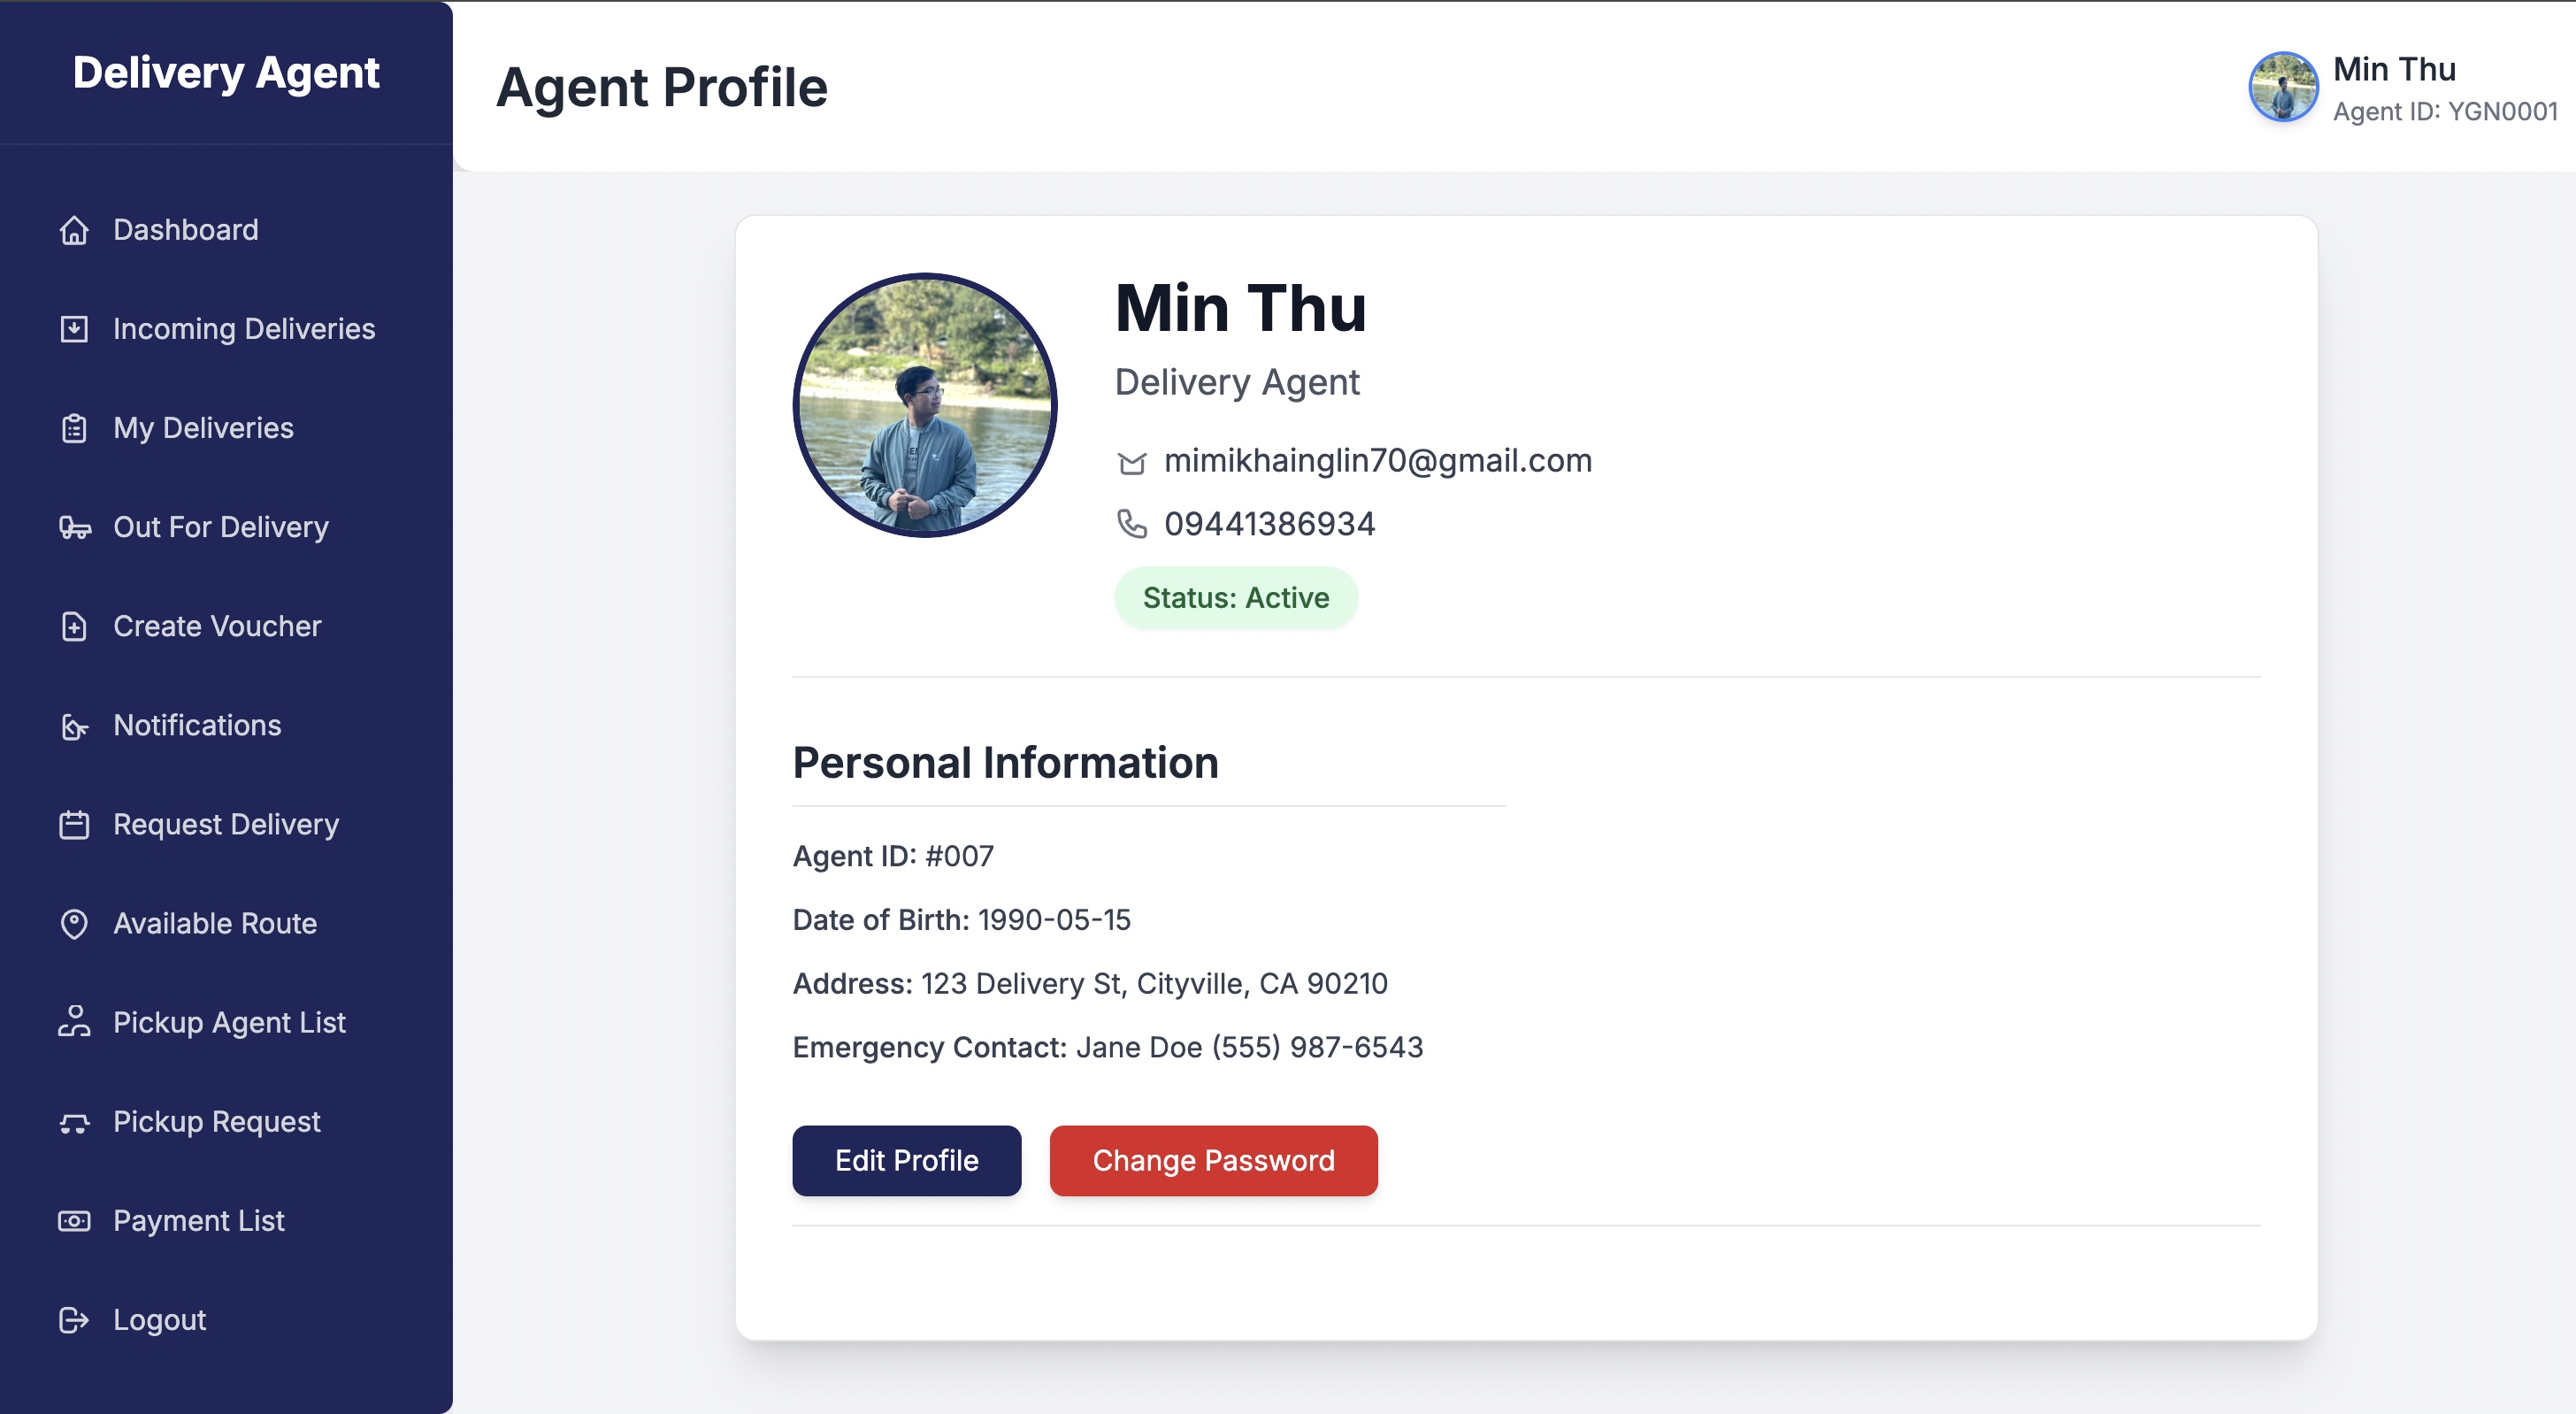 Delivery Agent
Dashboard
Incoming Deliveries
My Deliveries
Out For Delivery
Create Voucher
Notifications
Request Delivery
Available Route
Pickup Agent List
Pickup Request
Payment List
Logout
Agent Profile
Min Thu
Agent ID: YGN0001
Min Thu
Delivery Agent
mimikhainglin70@gmail.com
09441386934
Status: Active
Personal Information
Agent ID: #007
Date of Birth: 1990-05-15
Address: 123 Delivery St, Cityville, CA 90210
Emergency Contact: Jane Doe (555) 987-6543
Edit Profile
Change Password